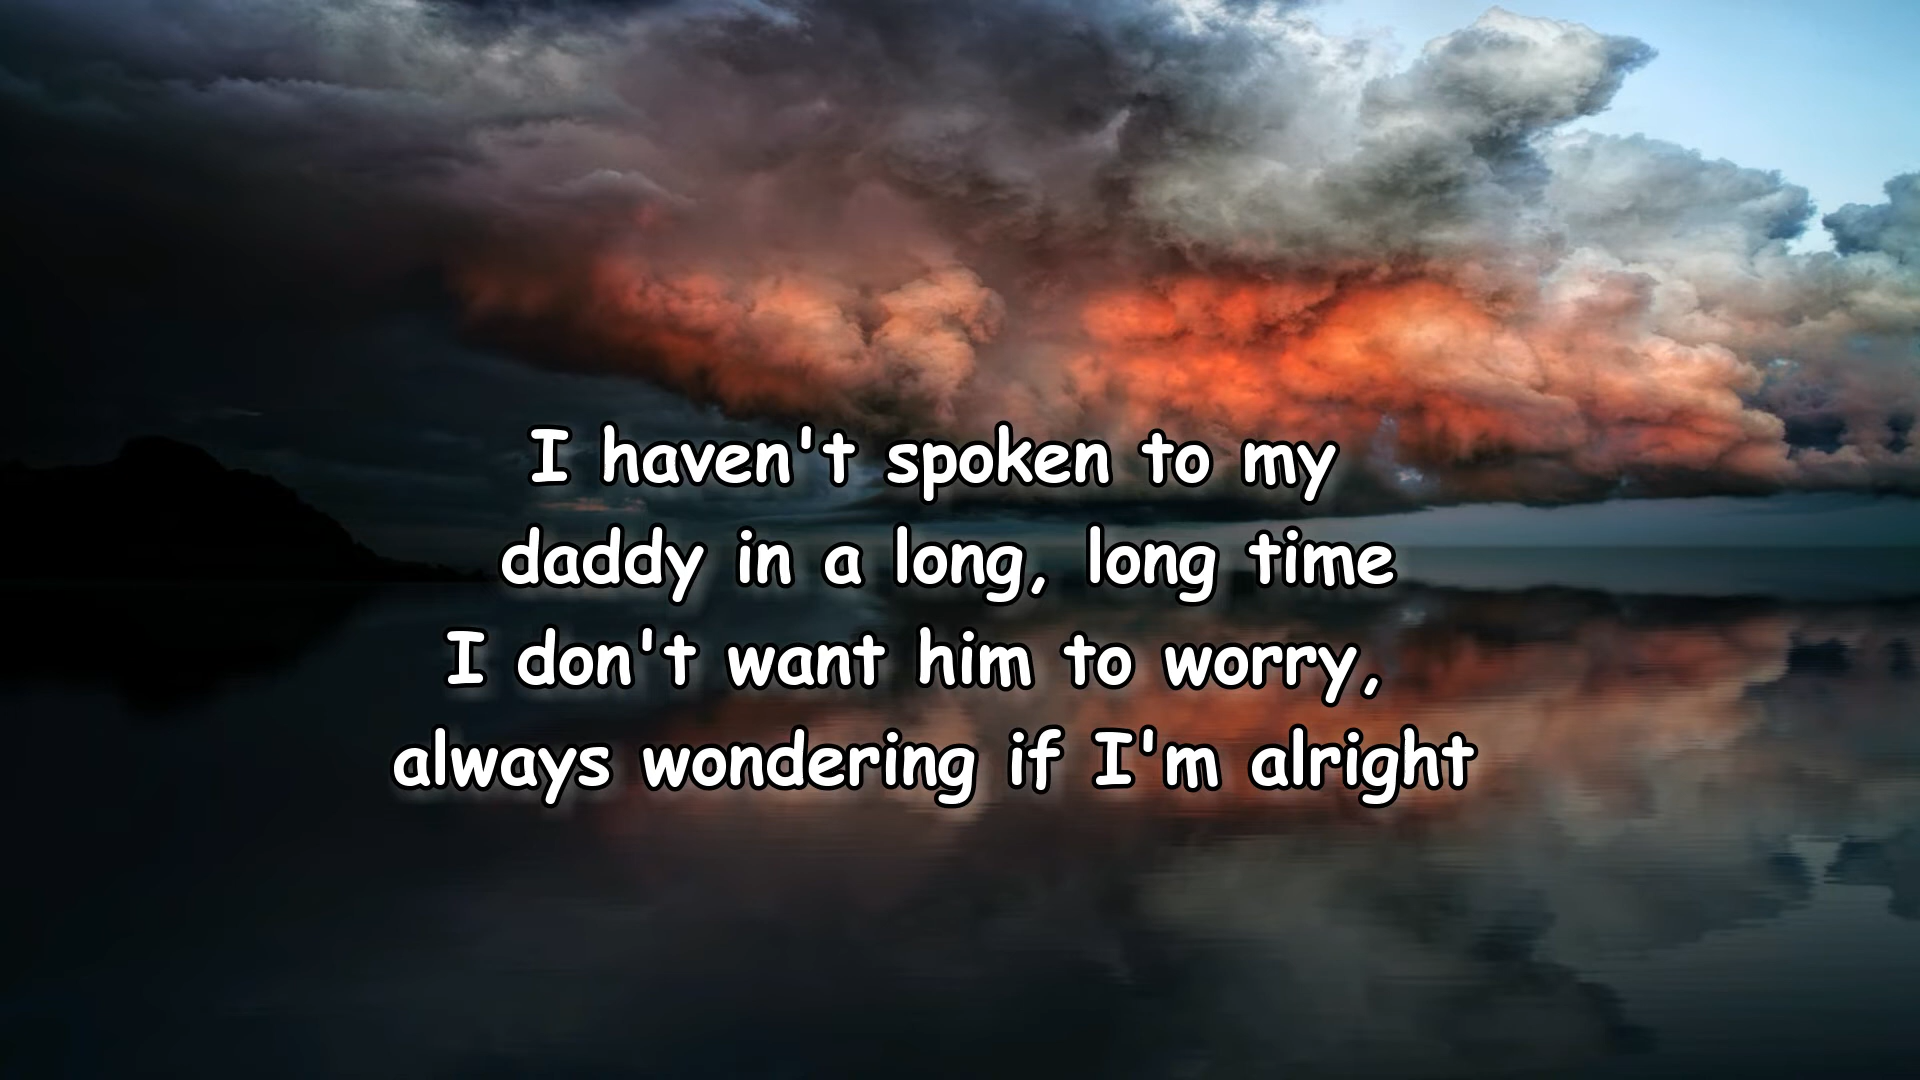 I haven't spoken to my
daddy in a long, long time
I don't want him to worry,
always wondering if I'm alright